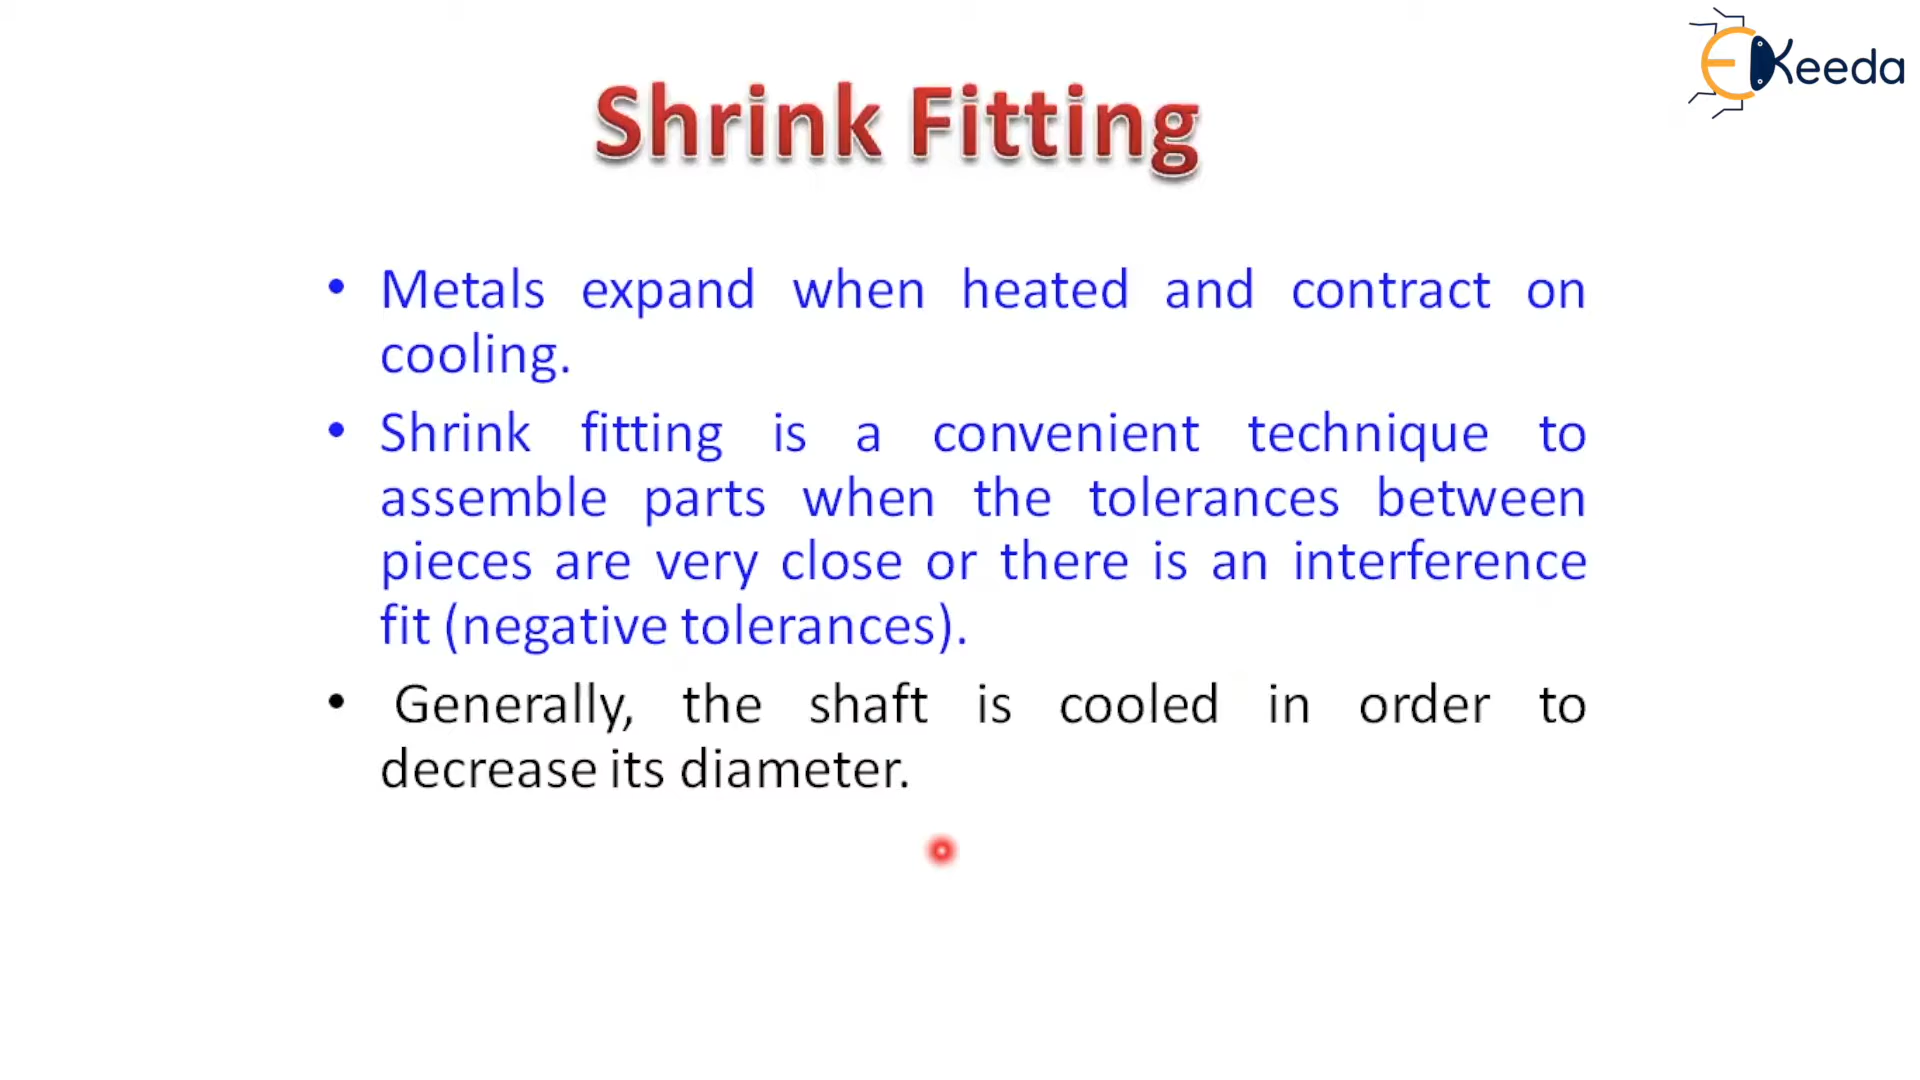 EKeeda
Shrink Fitting
• Metals expand when heated and contract on
cooling.
• Shrink fitting is a convenient technique to
assemble parts when the tolerances between
pieces are very close or there is an interference
fit (negative tolerances).
• Generally, the shaft is cooled in order to
decrease its diameter.